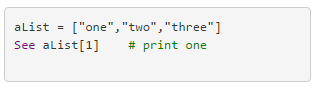 aList = ["one","two","three"]
See aList[1]    # print one